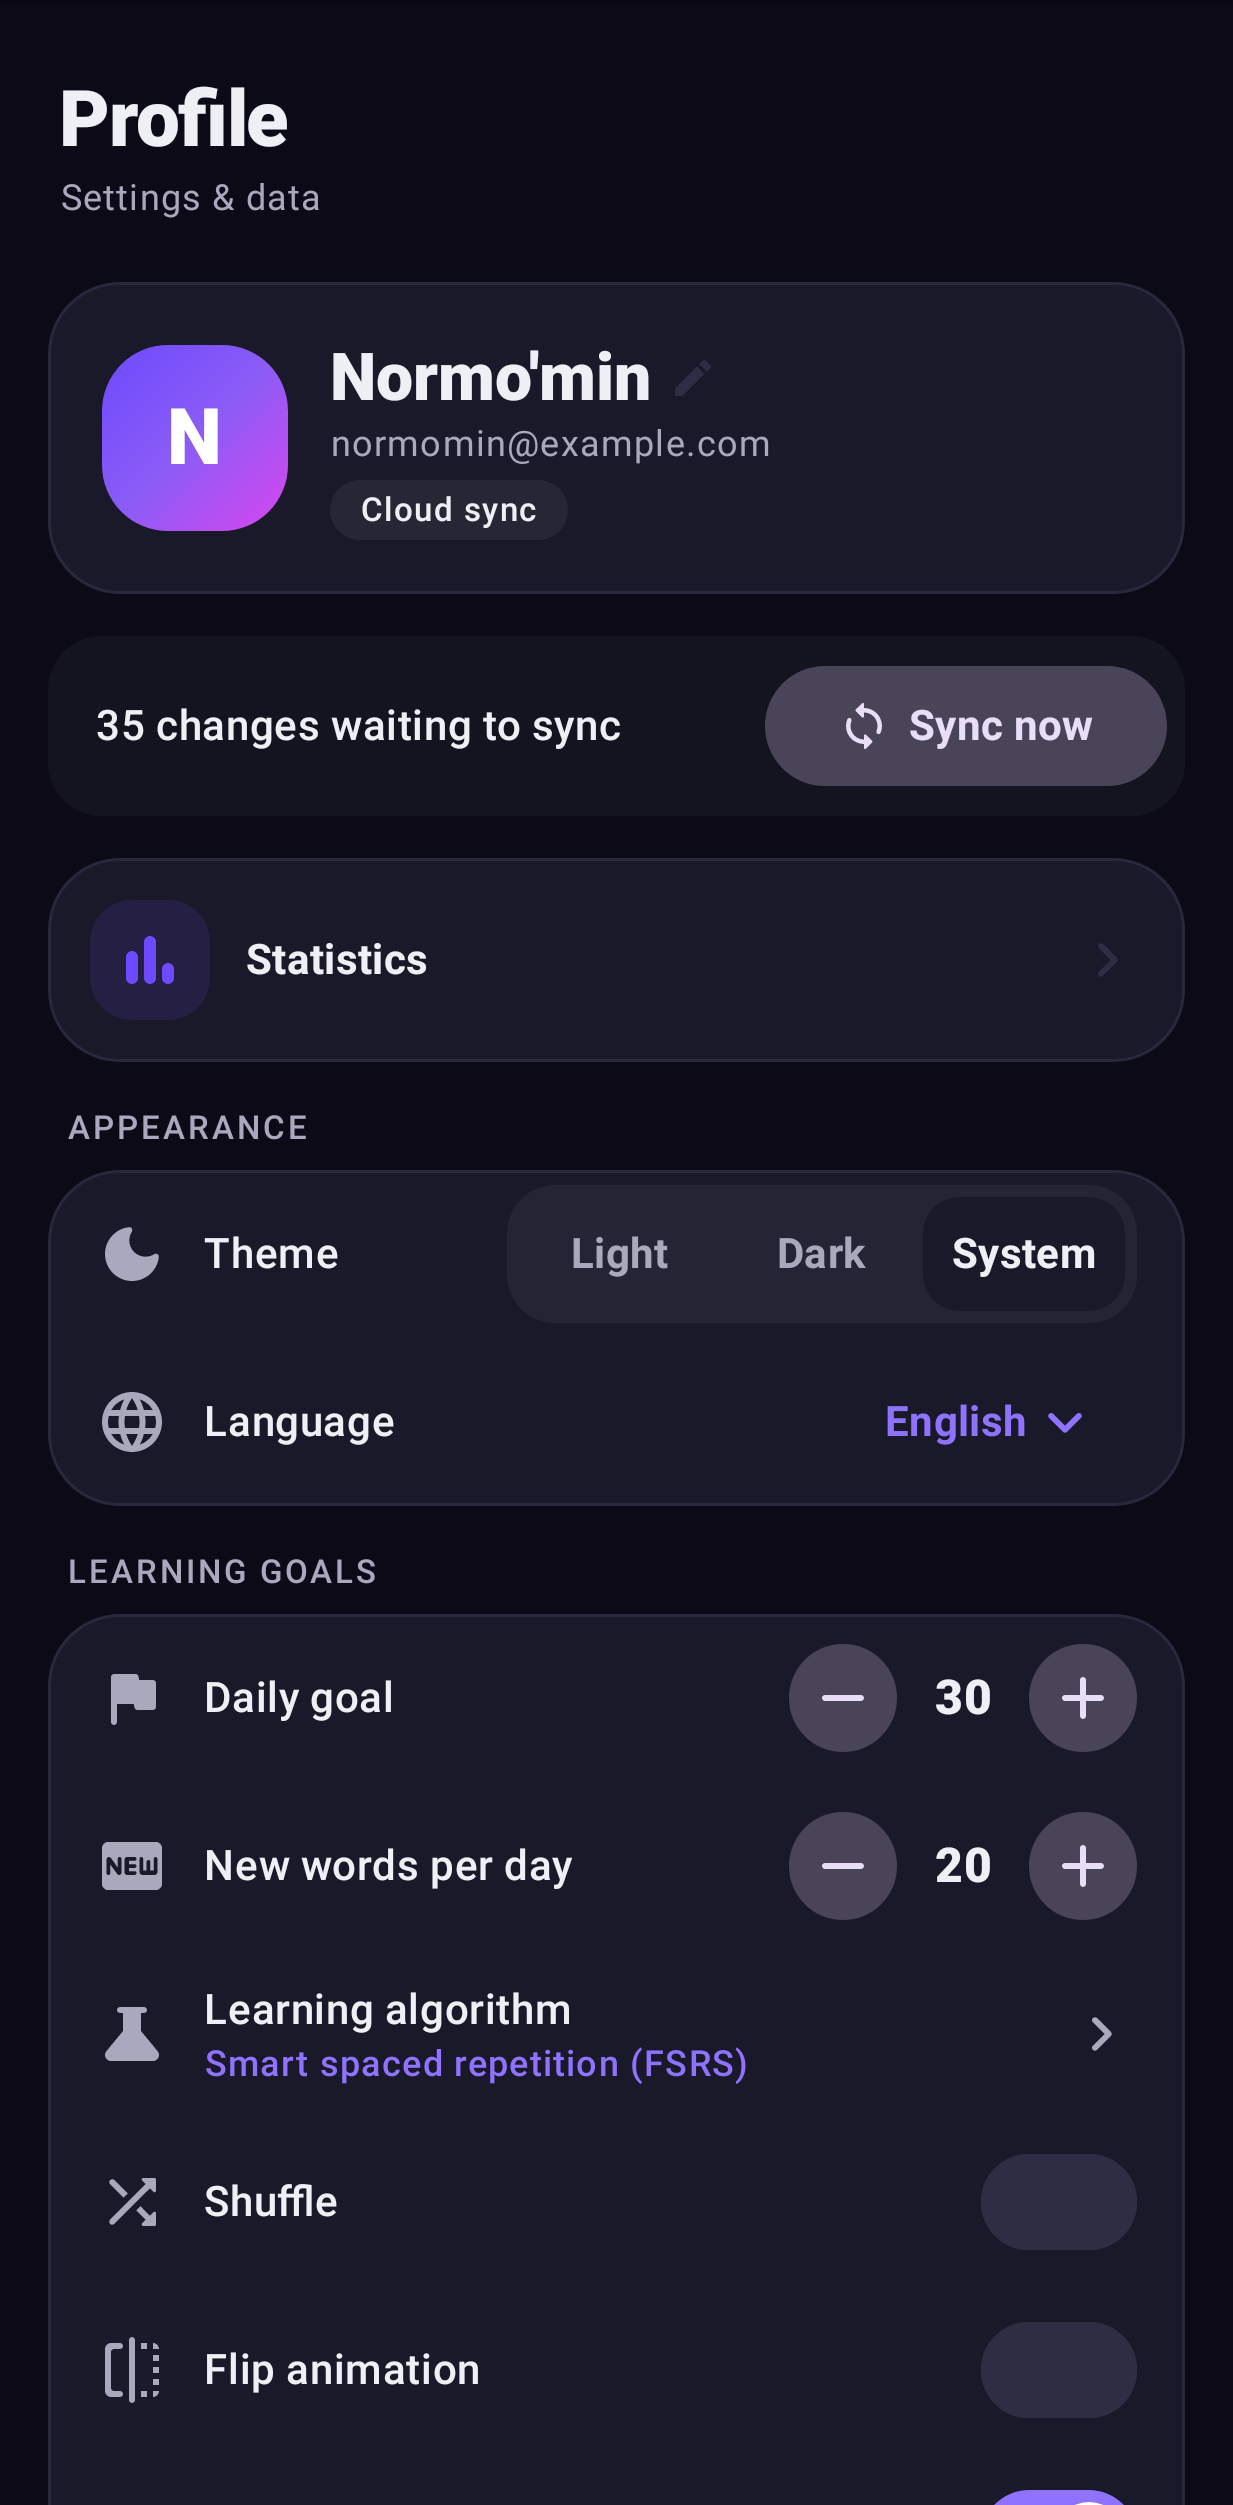 Profile
Settings & data
N
Normo'min
normomin@example.com
Cloud sync
35 changes waiting to sync
Sync now
Statistics
APPEARANCE
Theme
Light
Dark
System
Language
English
LEARNING GOALS
Daily goal
30
NEW
New words per day
20
Learning algorithm
Smart spaced repetition (FSRS)
Shuffle
Flip animation